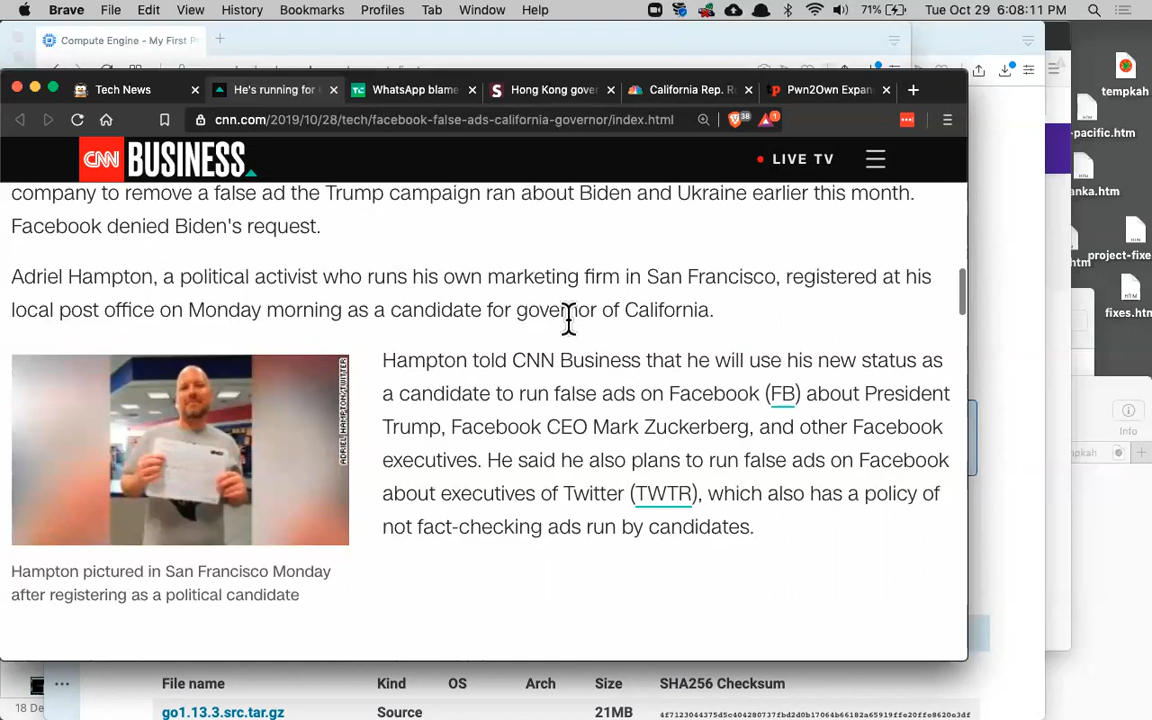 Brave File Edit View History Bookmarks Profiles Tab Window Help 71% Tue Oct 29 6:08:11 PM
Compute Engine - My First P
Tech News He's running for WhatsApp blame Hong Kong gove California Rep. R Pwn2Own Expan
cnn.com/2019/10/28/tech/facebook-false-ads-california-governor/index.html 38 1
CNN BUSINESS LIVE TV
company to remove a false ad the Trump campaign ran about Biden and Ukraine earlier this month.
Facebook denied Biden's request.
Adriel Hampton, a political activist who runs his own marketing firm in San Francisco, registered at his
local post office on Monday morning as a candidate for governor of California.
ADRIEL HAMPTON/TWITTER
Hampton told CNN Business that he will use his new status as
a candidate to run false ads on Facebook (FB) about President
Trump, Facebook CEO Mark Zuckerberg, and other Facebook
executives. He said he also plans to run false ads on Facebook
about executives of Twitter (TWTR), which also has a policy of
not fact-checking ads run by candidates.
Hampton pictured in San Francisco Monday
after registering as a political candidate
tempkah
-pacific.htm
anka.htm
project-fixe
htm
fixes.htm
Info
mpkah
18 De
File name Kind OS Arch Size SHA256 Checksum
go1.13.3.src.tar.gz Source 21MB